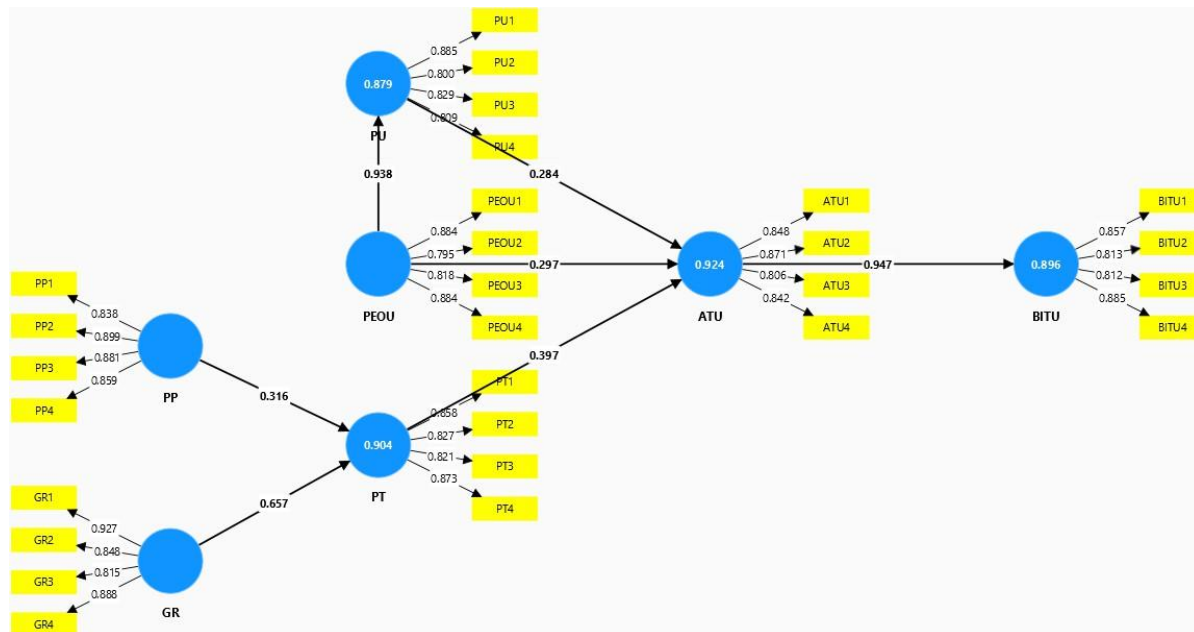 PU1
0.885
PU2
0.800
0.879
0.829
PU3
0.809
PU
PU4
0.938
0.284
PEOU1
0.884
PEOU2
0.795
0.297
0.818
PEOU3
0.884
PEOU4
PEOU
ATU1
0.848
ATU2
0.871
0.924
0.806
ATU3
0.842
ATU4
ATU
0.947
BITU1
0.857
BITU2
0.813
0.896
0.812
BITU3
0.885
BITU4
BITU
PP1
0.838
PP2
0.899
0.881
PP3
0.859
PP4
PP
0.316
0.397
PT1
0.858
PT2
0.827
0.904
0.821
PT3
0.873
PT4
PT
GR1
0.927
GR2
0.848
0.815
GR3
0.888
GR4
GR
0.657